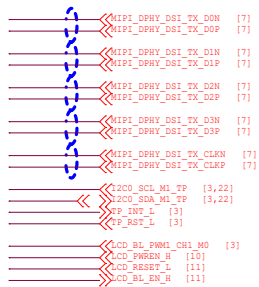 MIPI_DPHY_DSI_TX_D0N [7]
MIPI_DPHY_DSI_TX_D0P [7]
MIPI_DPHY_DSI_TX_D1N [7]
MIPI_DPHY_DSI_TX_D1P [7]
MIPI_DPHY_DSI_TX_D2N [7]
MIPI_DPHY_DSI_TX_D2P [7]
MIPI_DPHY_DSI_TX_D3N [7]
MIPI_DPHY_DSI_TX_D3P [7]
MIPI_DPHY_DSI_TX_CLKN [7]
MIPI_DPHY_DSI_TX_CLKP [7]
I2C0_SCL_M1_TP [3,22]
I2C0_SDA_M1_TP [3,22]
TP_INT_L [3]
TP_RST_L [3]
LCD_BL_PWM1_CH1_M0 [3]
LCD_PWREN_H [10]
LCD_RESET_L [11]
LCD_BL_EN_H [11]